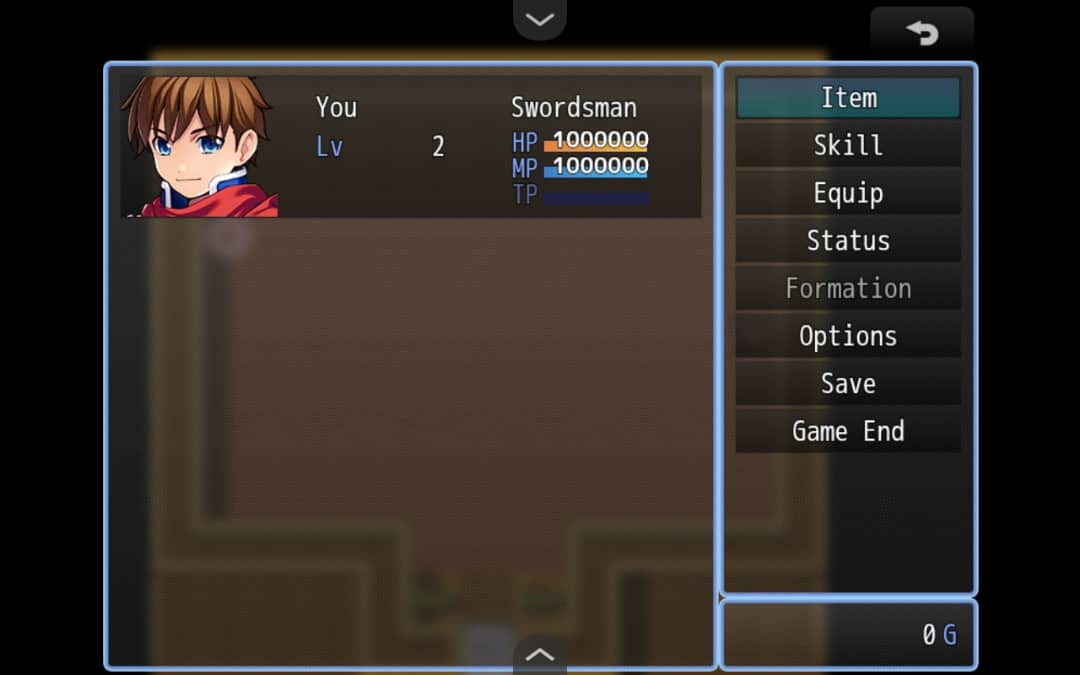 You
Swordsman
Lv 2
HP 1000000
MP 1000000
TP
Item
Skill
Equip
Status
Formation
Options
Save
Game End
0 G